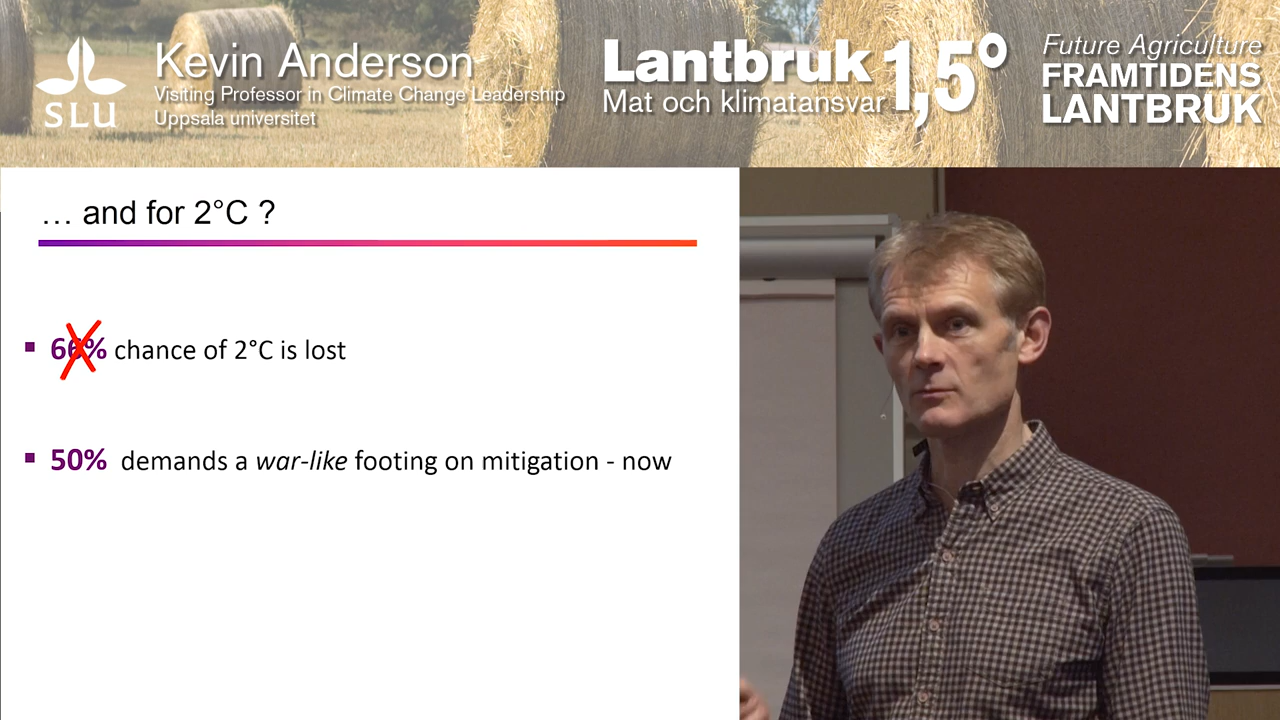 SLU
Kevin Anderson
Visiting Professor in Climate Change Leadership
Uppsala universitet
Lantbruk 1,5°
Mat och klimatansvar
Future Agriculture
FRAMTIDENS
LANTBRUK
… and for 2°C ?
66% chance of 2°C is lost
50% demands a war-like footing on mitigation - now